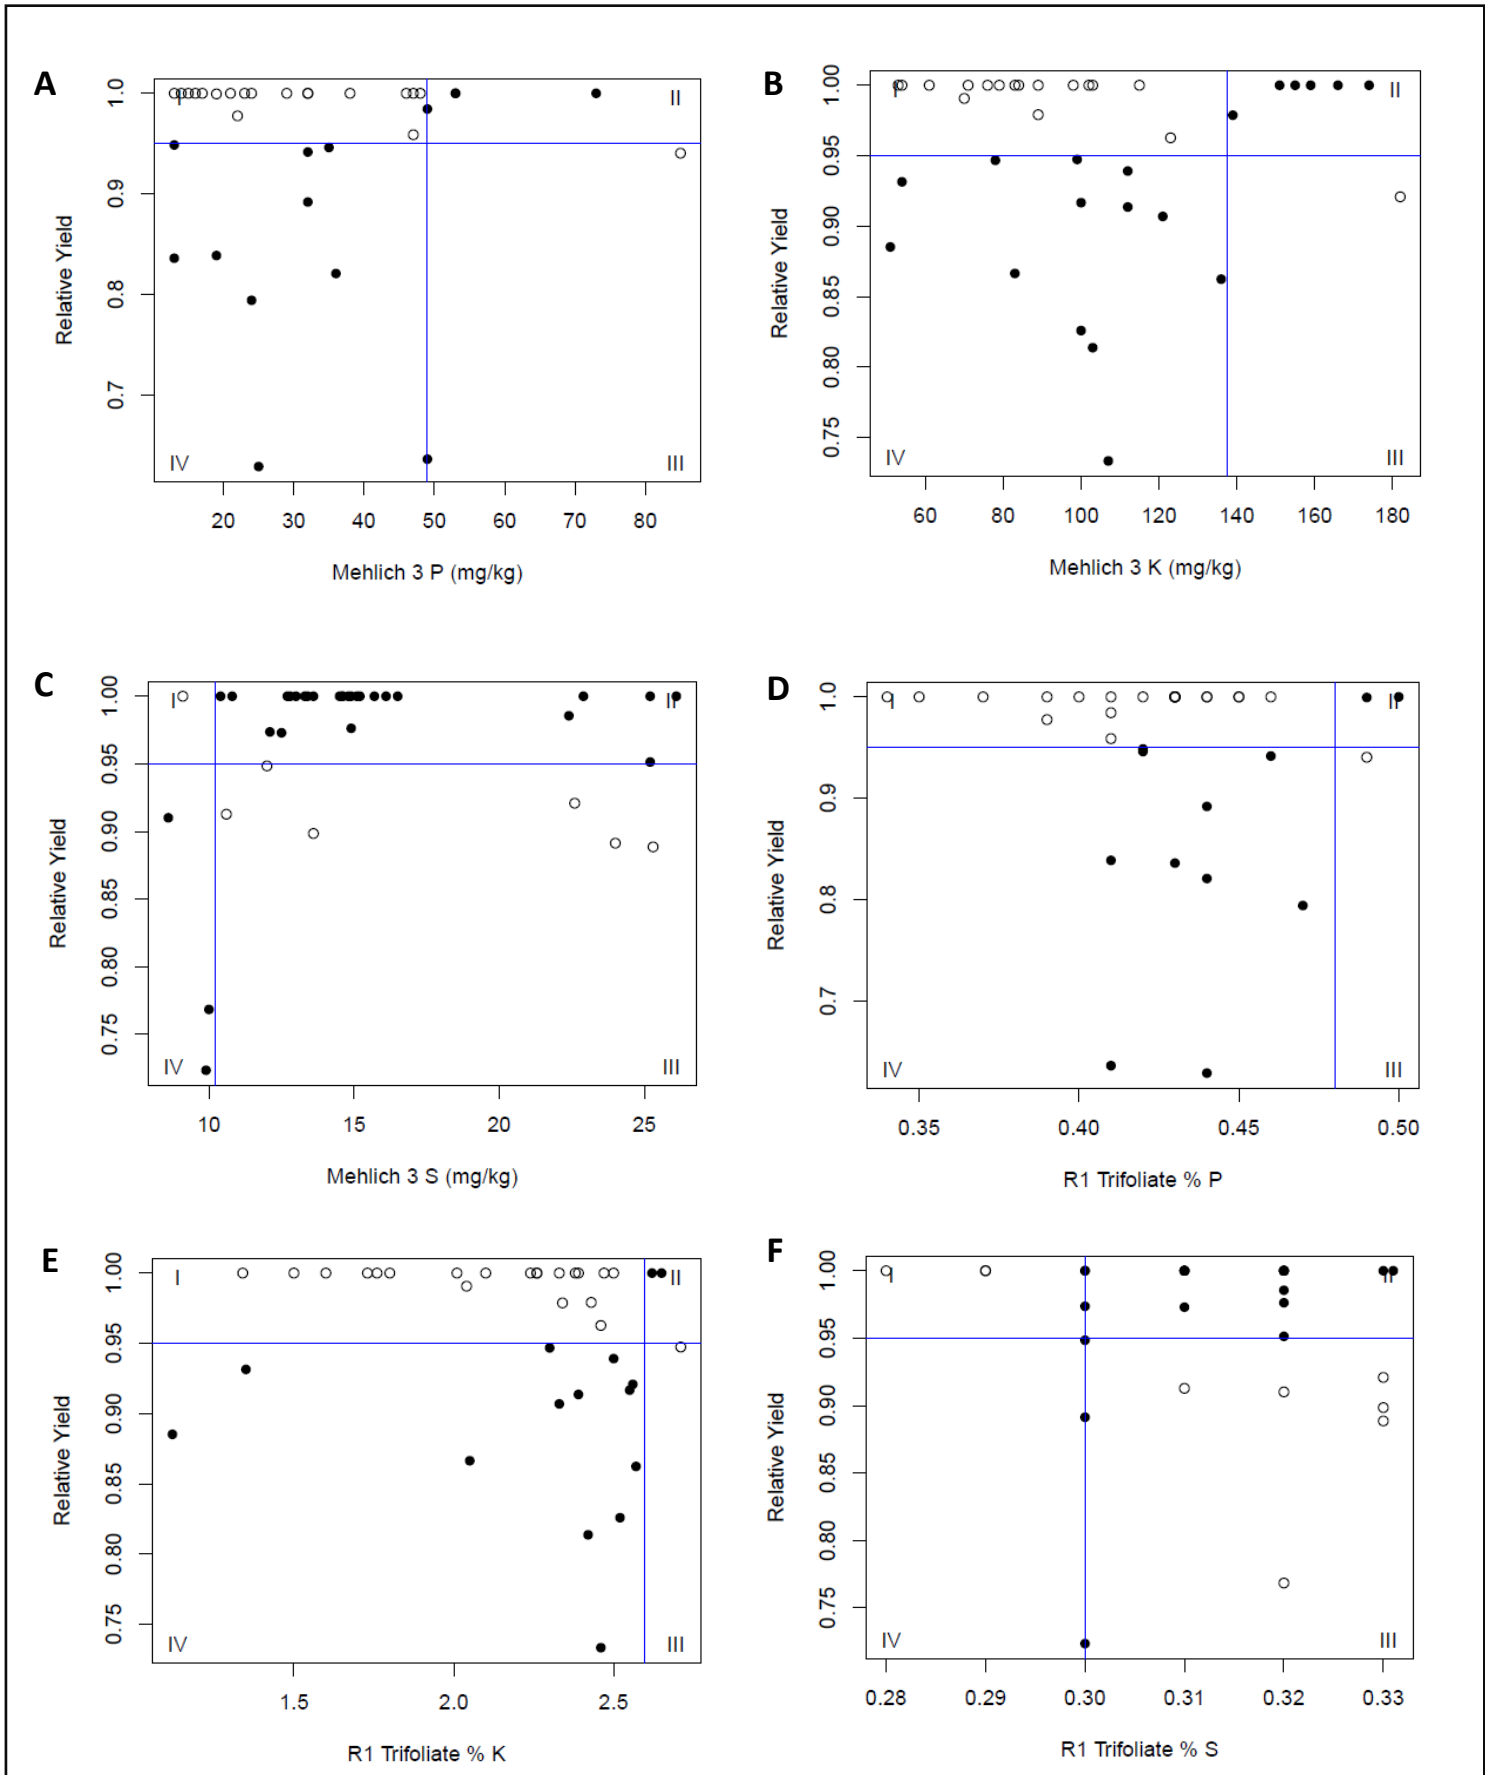 A
I
II
IV
III
1.0
0.9
0.8
0.7
Relative Yield
20 30 40 50 60 70 80
Mehlich 3 P (mg/kg)
B
I
II
IV
III
1.00
0.95
0.90
0.85
0.80
0.75
Relative Yield
60 80 100 120 140 160 180
Mehlich 3 K (mg/kg)
C
I
II
IV
III
1.00
0.95
0.90
0.85
0.80
0.75
Relative Yield
10 15 20 25
Mehlich 3 S (mg/kg)
D
I
II
IV
III
1.0
0.9
0.8
0.7
Relative Yield
0.35 0.40 0.45 0.50
R1 Trifoliate % P
E
I
II
IV
III
1.00
0.95
0.90
0.85
0.80
0.75
Relative Yield
1.5 2.0 2.5
R1 Trifoliate % K
F
I
II
IV
III
1.00
0.95
0.90
0.85
0.80
0.75
Relative Yield
0.28 0.29 0.30 0.31 0.32 0.33
R1 Trifoliate % S